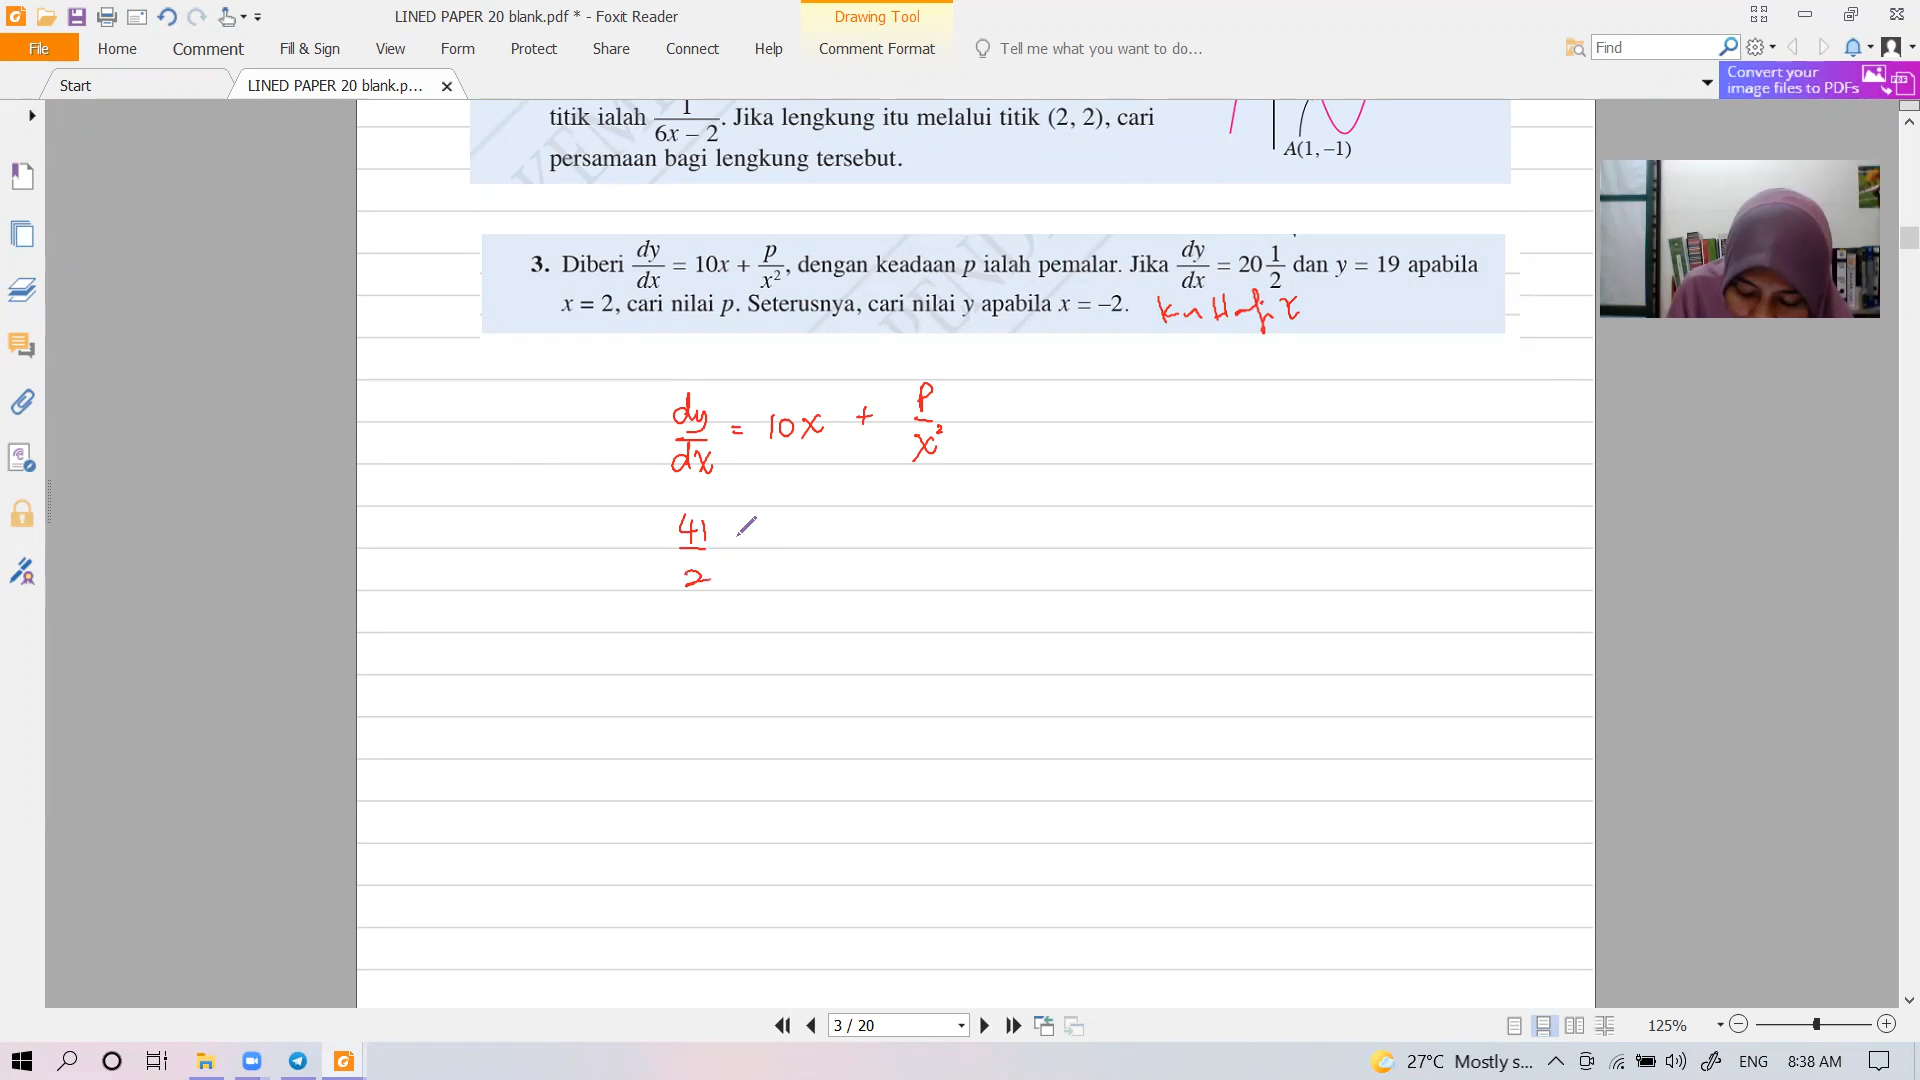 LINED PAPER 20 blank.pdf * - Foxit Reader
Drawing Tool
File Home Comment Fill & Sign View Form Protect Share Connect Help Comment Format Tell me what you want to do... Find
Start LINED PAPER 20 blank.p...
Convert your
image files to PDFs
titik ialah 1/(6x – 2). Jika lengkung itu melalui titik (2, 2), cari
persamaan bagi lengkung tersebut.
A(1, –1)
3. Diberi dy/dx = 10x + p/x², dengan keadaan p ialah pemalar. Jika dy/dx = 20 1/2 dan y = 19 apabila
x = 2, cari nilai p. Seterusnya, cari nilai y apabila x = –2.
dy/dx = 10x + p/x²
41/2
3 / 20
125%
27°C Mostly s... ENG 8:38 AM